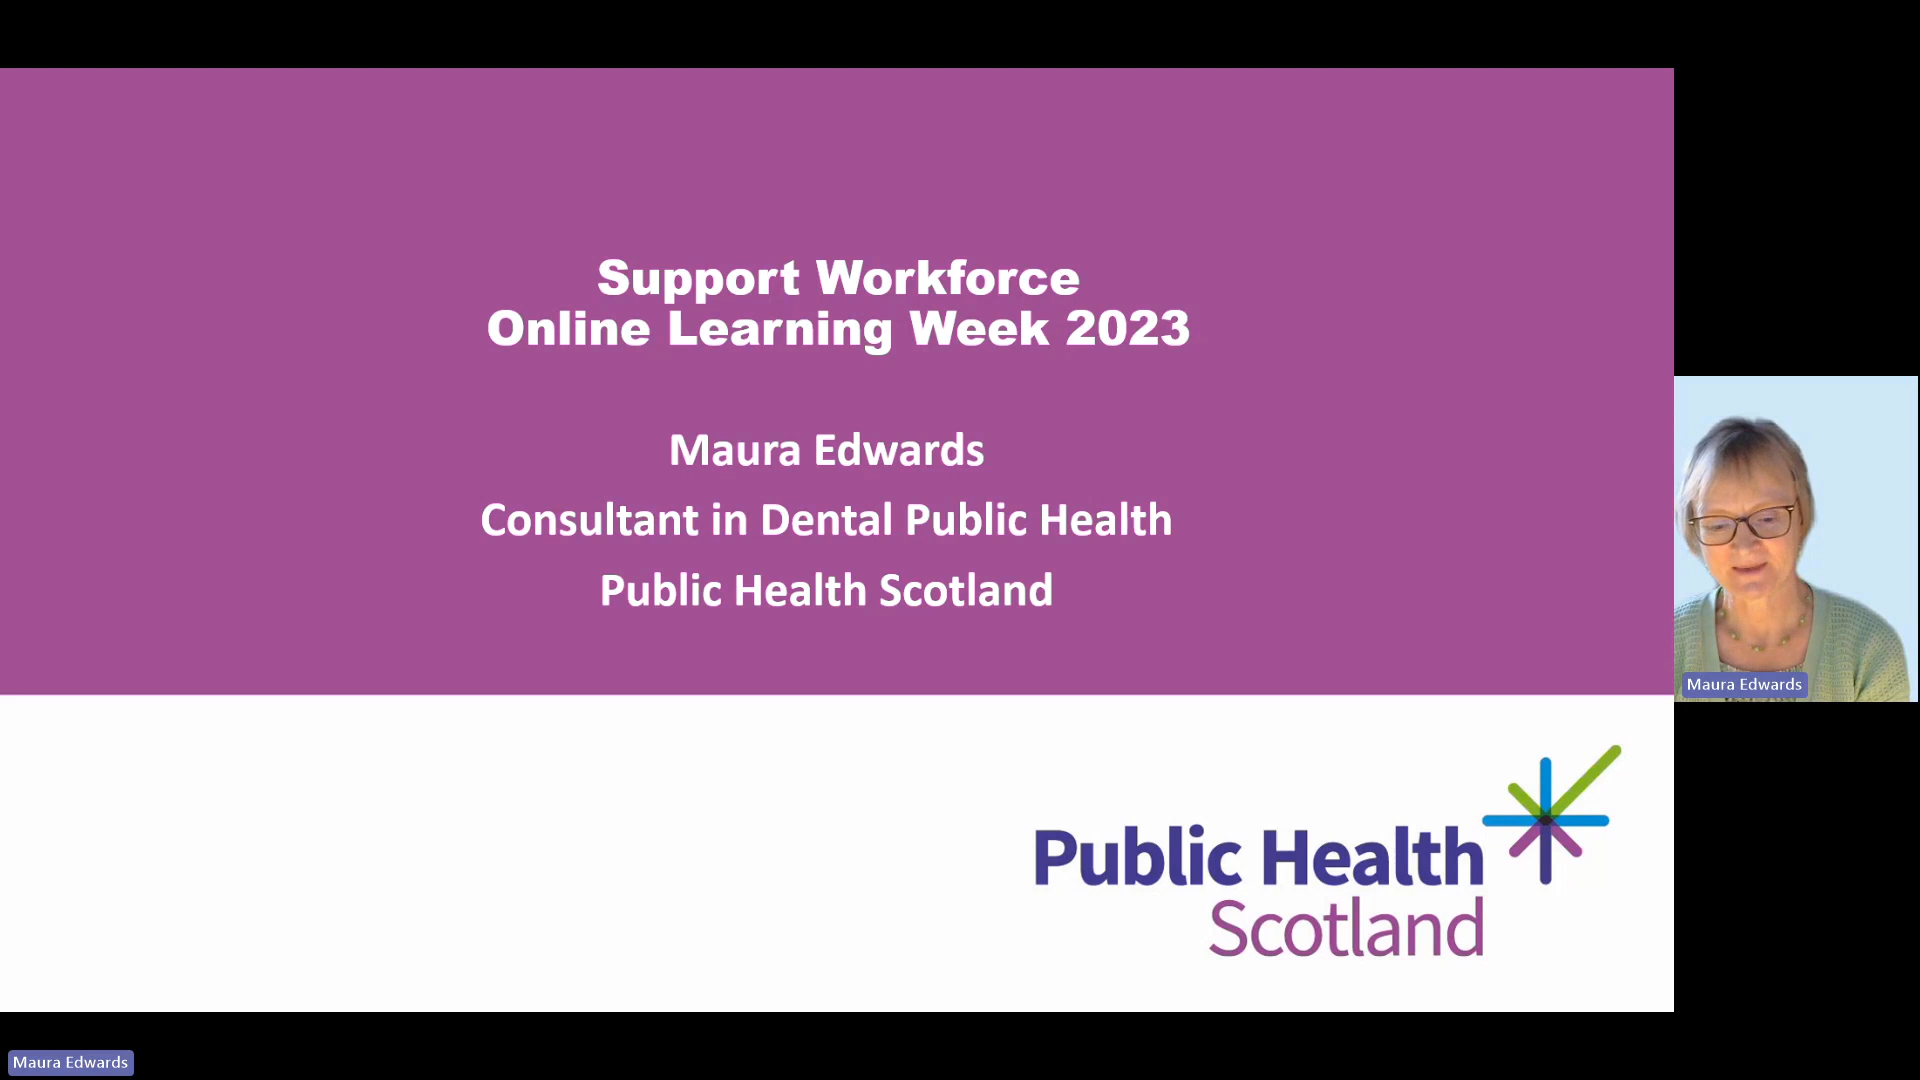 Support Workforce
Online Learning Week 2023
Maura Edwards
Consultant in Dental Public Health
Public Health Scotland
Maura Edwards
Public Health
Scotland
Maura Edwards